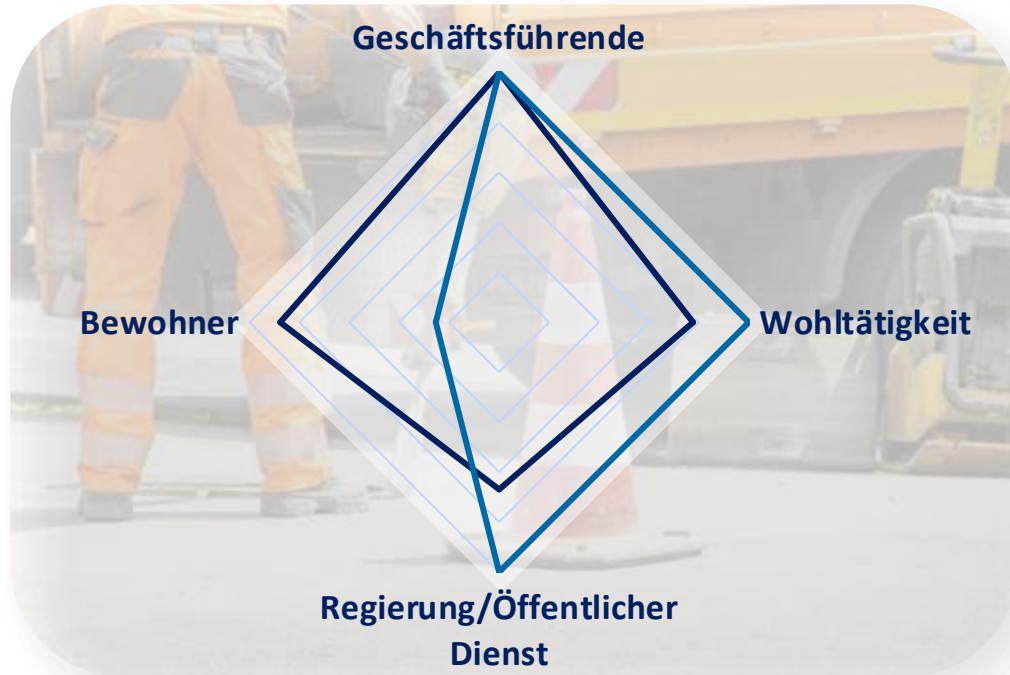 Geschäftsführende
Bewohner
Wohltätigkeit
Regierung/Öffentlicher
Dienst